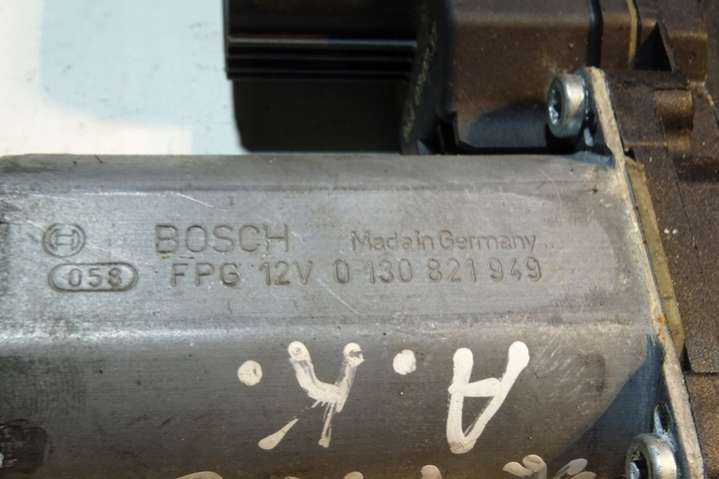 BOSCH Made in Germany
058 FPG 12V 0 130 821 949
A.K.